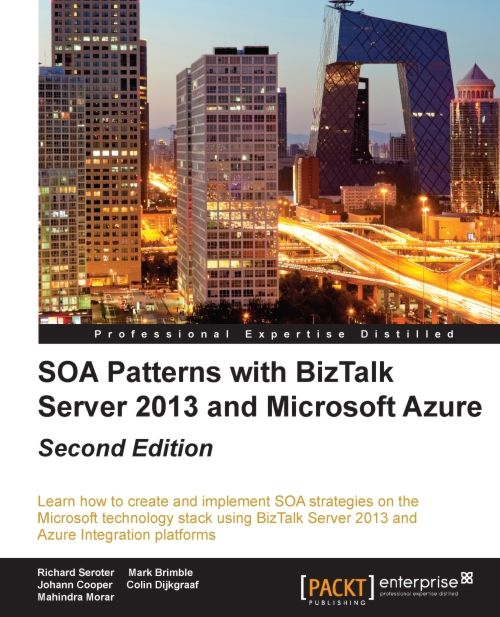 Professional Expertise Distilled
SOA Patterns with BizTalk
Server 2013 and Microsoft Azure
Second Edition
Learn how to create and implement SOA strategies on the
Microsoft technology stack using BizTalk Server 2013 and
Azure Integration platforms
Richard Seroter Mark Brimble
Johann Cooper Colin Dijkgraaf
Mahindra Morar
[PACKT]
PUBLISHING
enterprise
professional expertise distilled